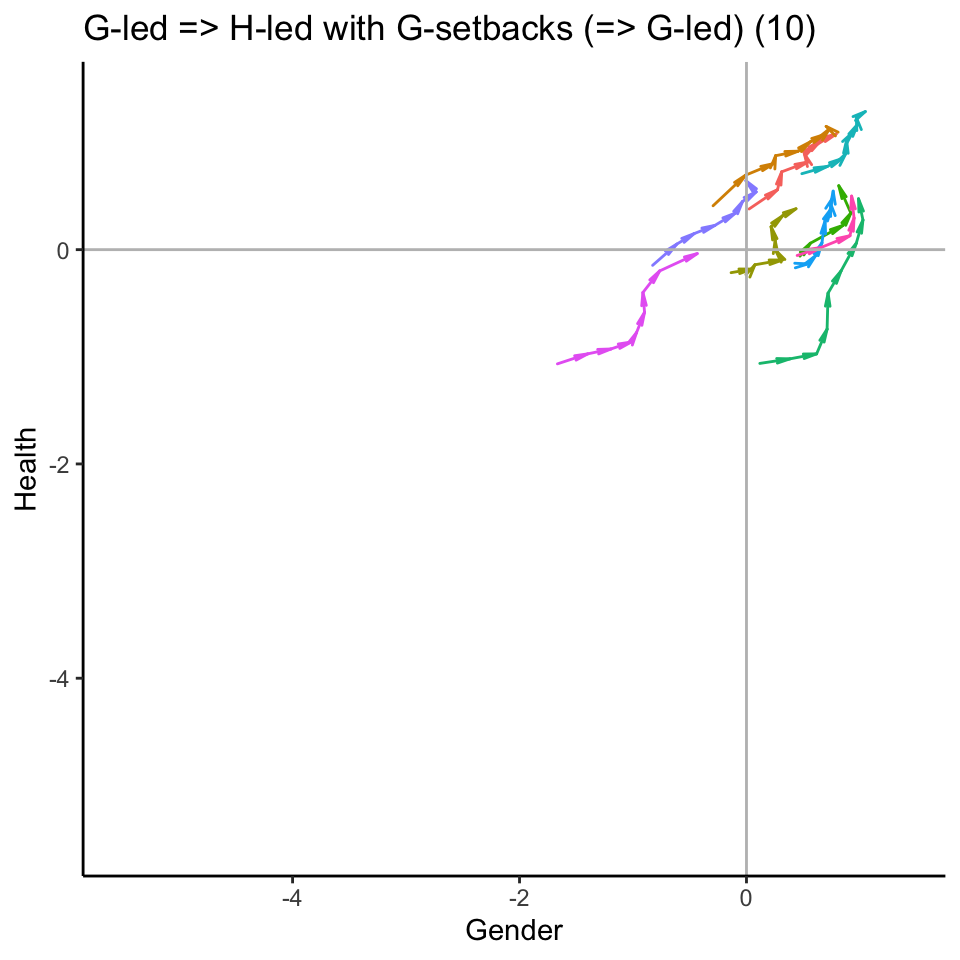 G-led => H-led with G-setbacks (=> G-led) (10)
Health
0
-2
-4
-4
-2
0
Gender